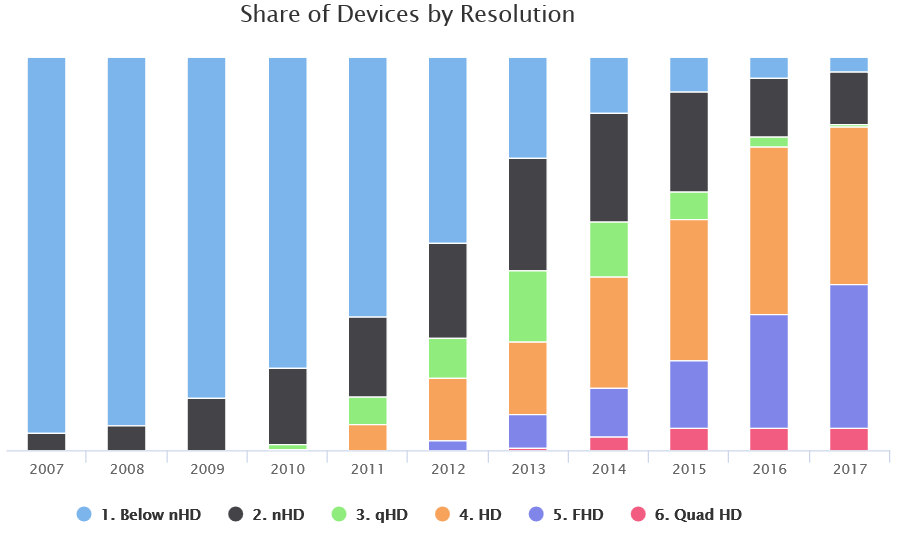 Share of Devices by Resolution
2007 2008 2009 2010 2011 2012 2013 2014 2015 2016 2017
1. Below nHD 2. nHD 3. qHD 4. HD 5. FHD 6. Quad HD